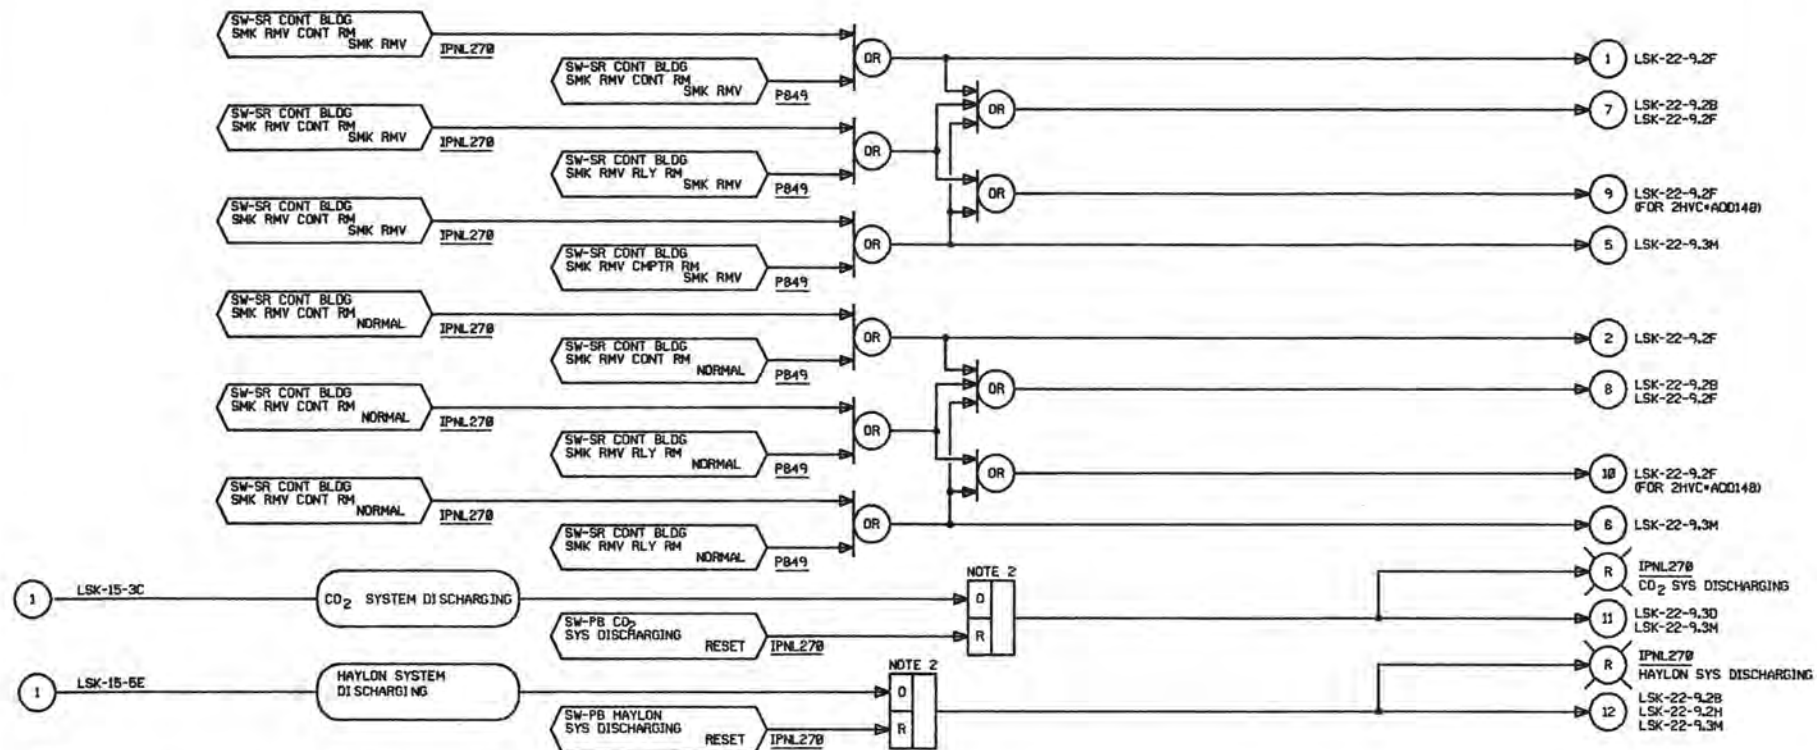 SW-SR CONT BLDG
SMK RMV CONT RM
SMK RMV
IPNL270
SW-SR CONT BLDG
SMK RMV CONT RM
SMK RMV
PB49
OR
1
LSK-22-9.2F
SW-SR CONT BLDG
SMK RMV CONT RM
SMK RMV
IPNL270
SW-SR CONT BLDG
SMK RMV RLY RM
SMK RMV
PB49
OR
OR
7
LSK-22-9.2B
LSK-22-9.2F
OR
9
LSK-22-9.2F
(FOR 2HVC*AOD148)
SW-SR CONT BLDG
SMK RMV CONT RM
SMK RMV
IPNL270
SW-SR CONT BLDG
SMK RMV CMPTR RM
SMK RMV
PB49
OR
5
LSK-22-9.3M
SW-SR CONT BLDG
SMK RMV CONT RM
NORMAL
IPNL270
SW-SR CONT BLDG
SMK RMV CONT RM
NORMAL
PB49
OR
2
LSK-22-9.2F
SW-SR CONT BLDG
SMK RMV CONT RM
NORMAL
IPNL270
SW-SR CONT BLDG
SMK RMV RLY RM
NORMAL
PB49
OR
OR
8
LSK-22-9.2B
LSK-22-9.2F
OR
10
LSK-22-9.2F
(FOR 2HVC*AOD148)
SW-SR CONT BLDG
SMK RMV CONT RM
NORMAL
IPNL270
SW-SR CONT BLDG
SMK RMV RLY RM
NORMAL
PB49
OR
6
LSK-22-9.3M
1
LSK-15-3C
CO2 SYSTEM DISCHARGING
SW-PB CO2
SYS DISCHARGING
RESET
IPNL270
NOTE 2
O
R
R
IPNL270
CO2 SYS DISCHARGING
11
LSK-22-9.3D
LSK-22-9.3M
1
LSK-15-5E
HAYLON SYSTEM
DISCHARGING
SW-PB HAYLON
SYS DISCHARGING
RESET
IPNL270
NOTE 2
O
R
R
IPNL270
HAYLON SYS DISCHARGING
12
LSK-22-9.2B
LSK-22-9.2H
LSK-22-9.3M